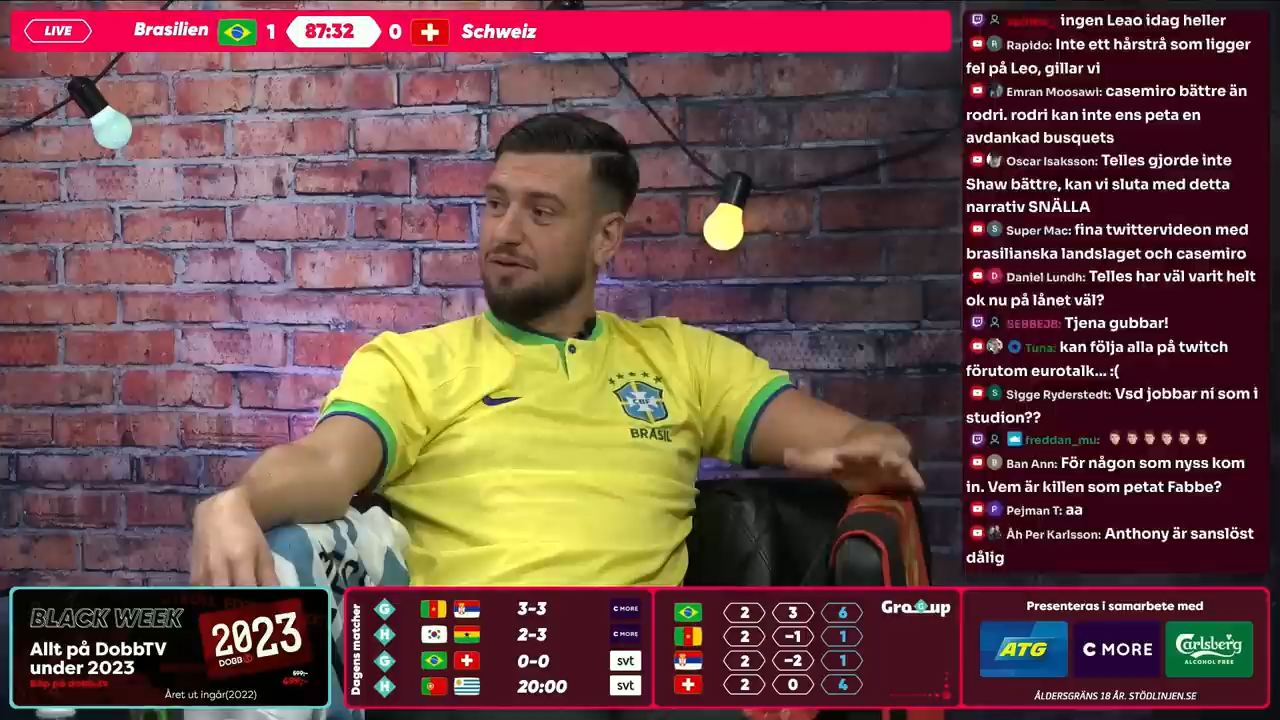 LIVE
Brasilien 1 87:32 0 Schweiz
ingen Leao idag heller
Rapido: Inte ett hårstrå som ligger
fel på Leo, gillar vi
Emran Moosawi: casemiro bättre än
rodri. rodri kan inte ens peta en
avdankad busquets
Oscar Isaksson: Telles gjorde inte
Shaw bättre, kan vi sluta med detta
narrativ SNÄLLA
Super Mac: fina twittervideon med
brasilianska landslaget och casemiro
Daniel Lundh: Telles har väl varit helt
ok nu på lånet väl?
SEBBEJB: Tjena gubbar!
Tuna: kan följa alla på twitch
förutom eurotalk... :(
Sigge Ryderstedt: Vsd jobbar ni som i
studion??
freddan_mu:
Ban Ann: För någon som nyss kom
in. Vem är killen som petat Fabbe?
Pejman T: aa
Åh Per Karlsson: Anthony är sanslöst
dålig
CBF
BRASIL
BLACK WEEK
Allt på DobbTV
under 2023
Köp på dobb.tv
2023
DOBB
599;-
499;-
Året ut ingår(2022)
Dagens matcher
G 3-3 C MORE
H 2-3 C MORE
G 0-0 svt
H 20:00 svt
Group G
2 3 6
2 -1 1
2 -2 1
2 0 4
Presenteras i samarbete med
ATG
C MORE
Carlsberg
ALCOHOL FREE
ÅLDERSGRÄNS 18 ÅR. STÖDLINJEN.SE